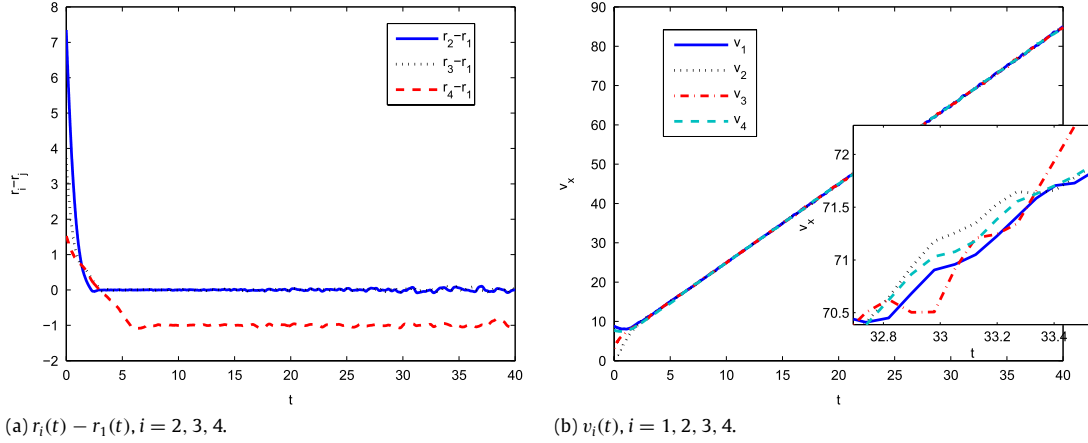 8
7
6
5
4
3
2
1
0
−1
−2
0 5 10 15 20 25 30 35 40
t
r_i−r_j
r_2−r_1
r_3−r_1
r_4−r_1
(a) r_i(t) − r_1(t), i = 2, 3, 4.
90
80
70
60
50
40
30
20
10
0
0 5 10 15 20 25 30 35 40
t
v_x
v_1
v_2
v_3
v_4
72
71.5
71
70.5
v_x
32.8 33 33.2 33.4
t
(b) v_i(t), i = 1, 2, 3, 4.